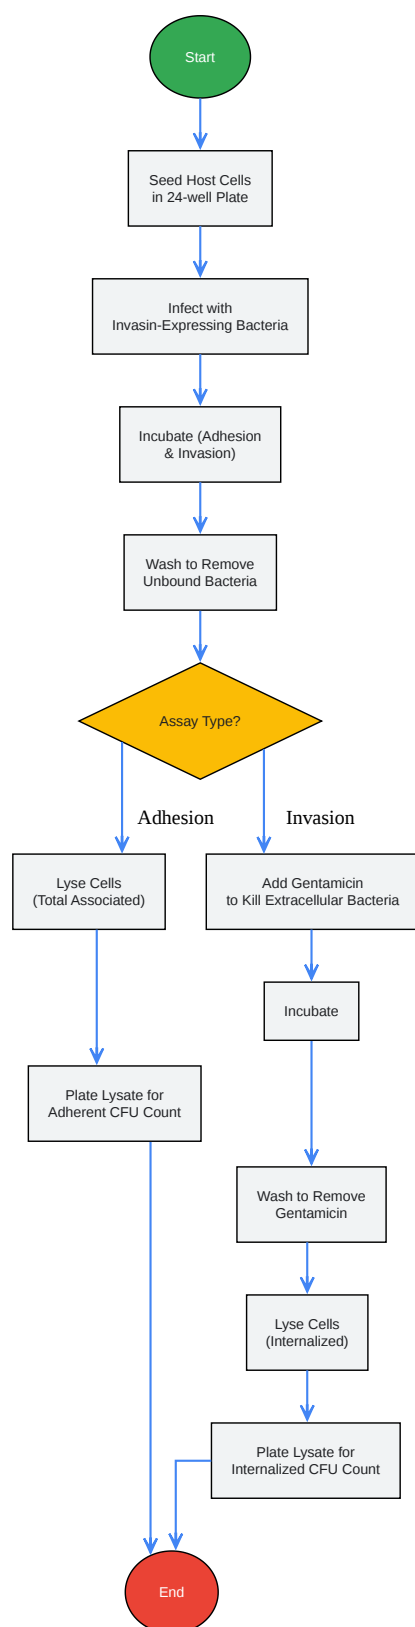 Start
Seed Host Cells
in 24-well Plate
Infect with
Invasin-Expressing Bacteria
Incubate (Adhesion
& Invasion)
Wash to Remove
Unbound Bacteria
Assay Type?
Adhesion
Invasion
Lyse Cells
(Total Associated)
Add Gentamicin
to Kill Extracellular Bacteria
Incubate
Plate Lysate for
Adherent CFU Count
Wash to Remove
Gentamicin
Lyse Cells
(Internalized)
Plate Lysate for
Internalized CFU Count
End